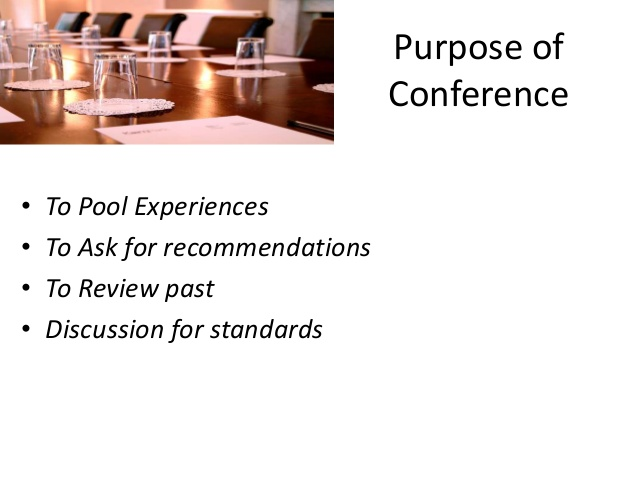 Purpose of
Conference
• To Pool Experiences
• To Ask for recommendations
• To Review past
• Discussion for standards